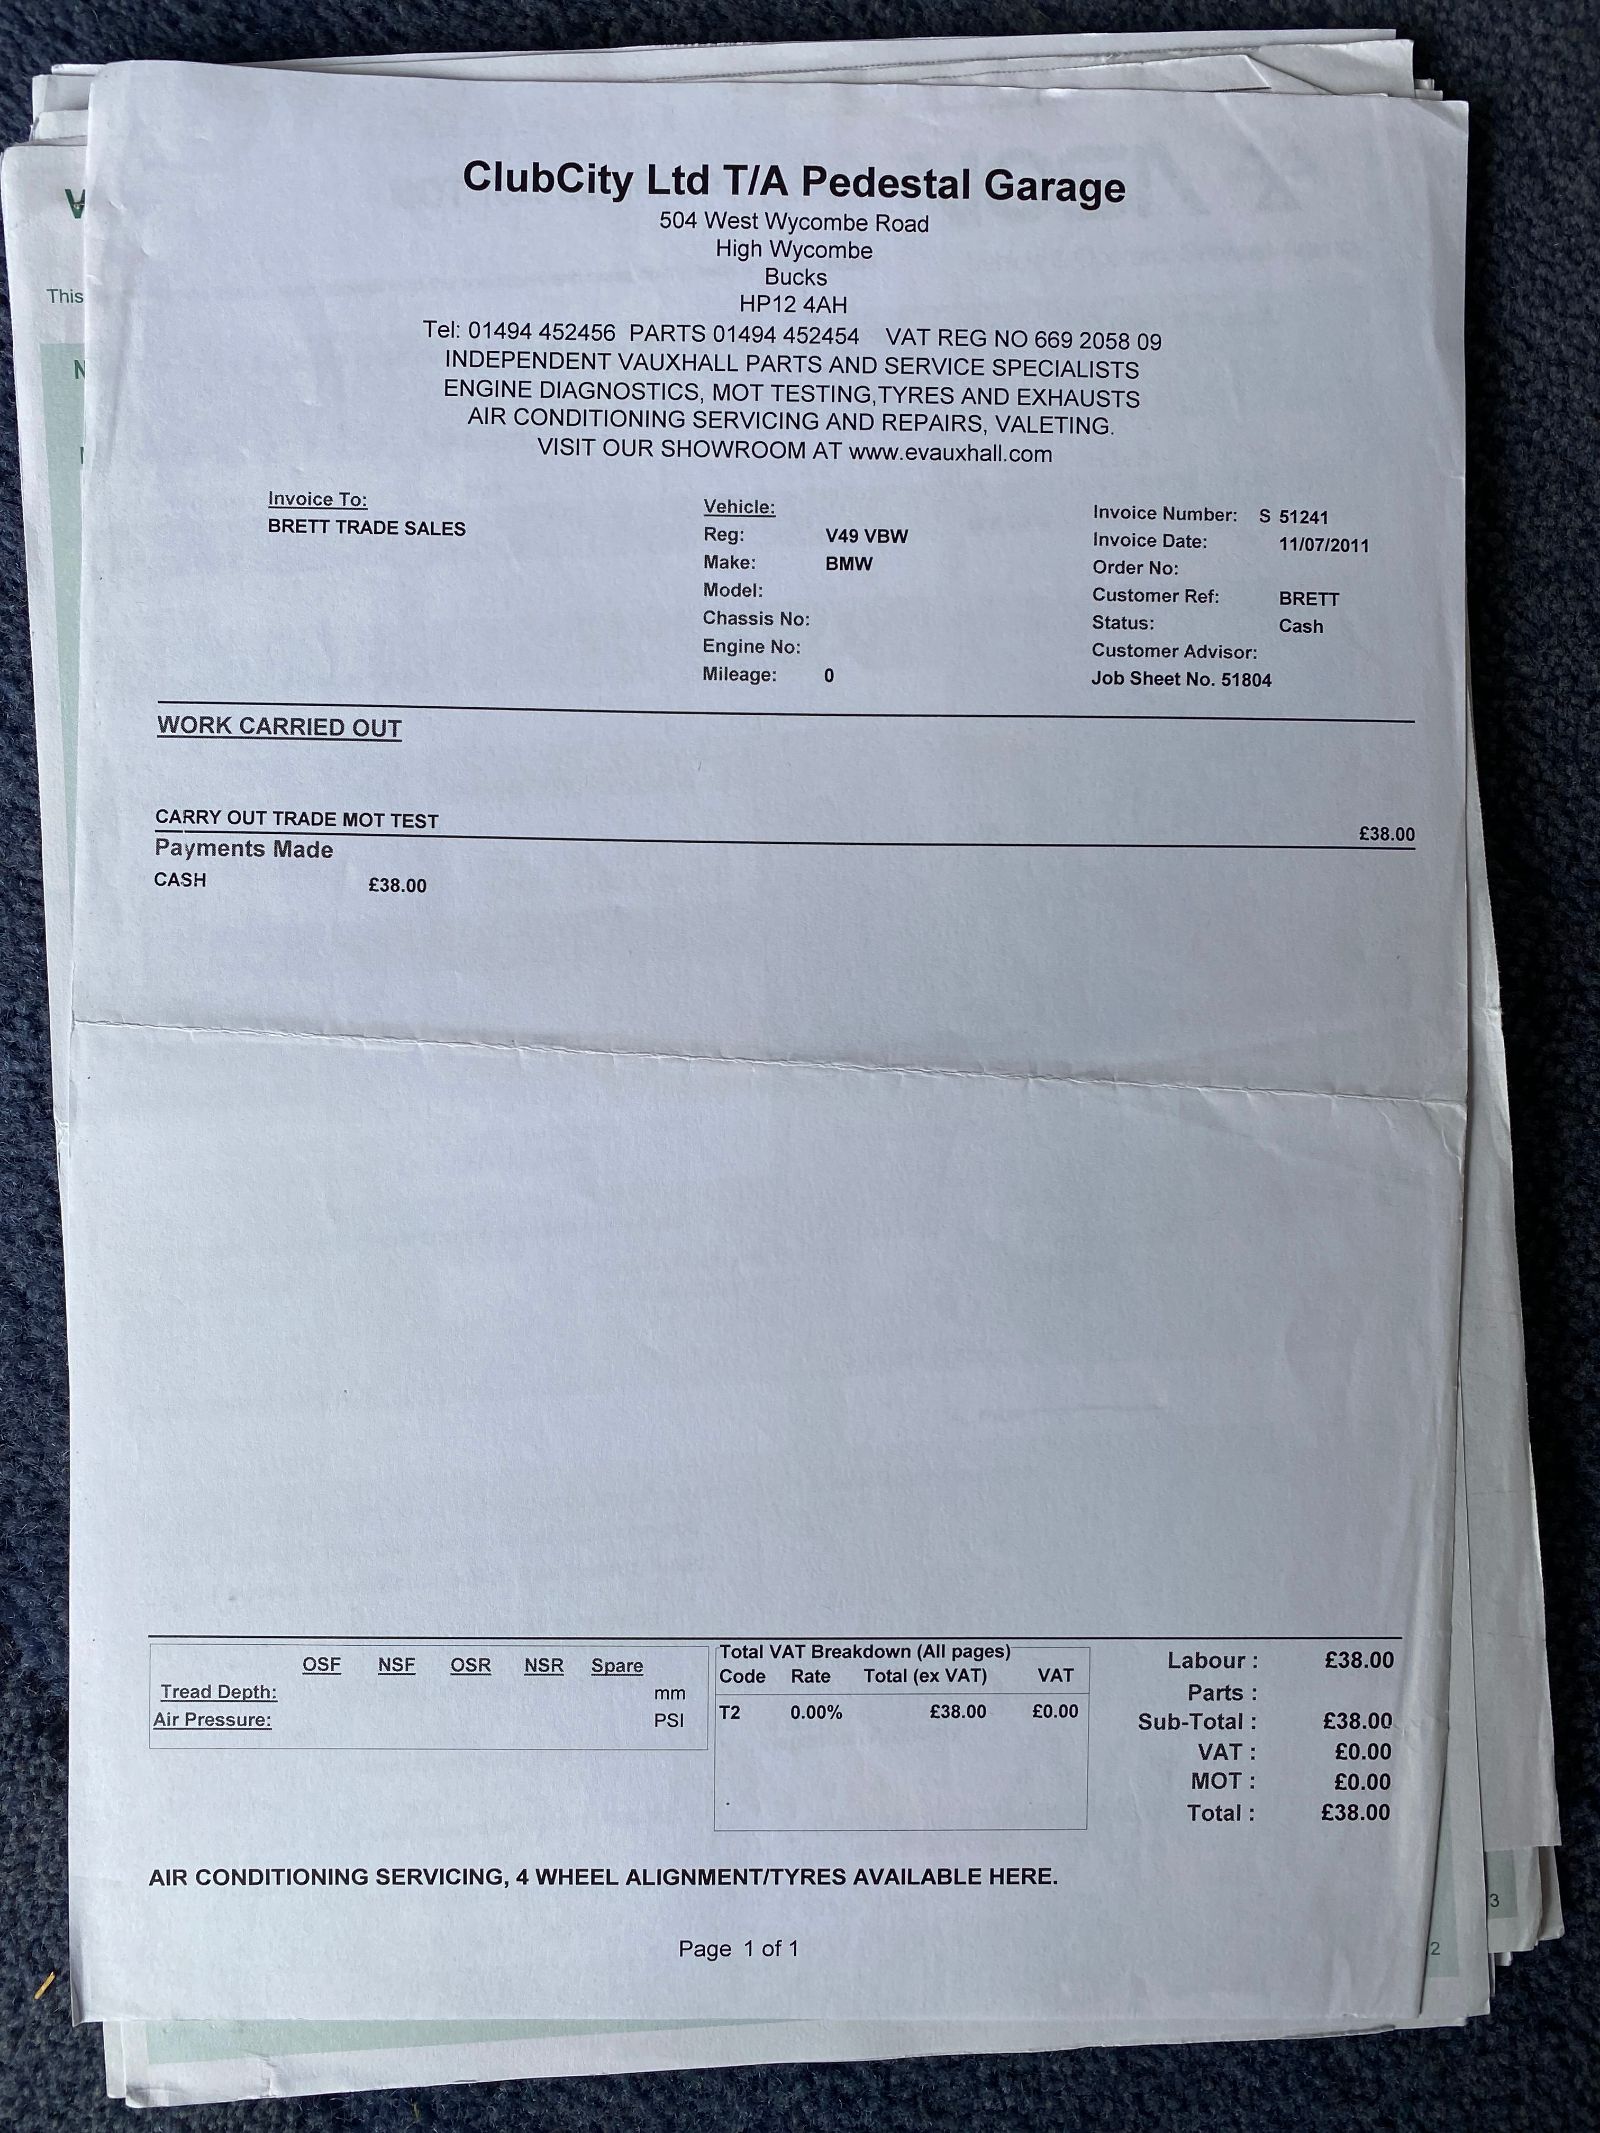 ClubCity Ltd T/A Pedestal Garage
504 West Wycombe Road
High Wycombe
Bucks
HP12 4AH
Tel: 01494 452456 PARTS 01494 452454 VAT REG NO 669 2058 09
INDEPENDENT VAUXHALL PARTS AND SERVICE SPECIALISTS
ENGINE DIAGNOSTICS, MOT TESTING,TYRES AND EXHAUSTS
AIR CONDITIONING SERVICING AND REPAIRS, VALETING.
VISIT OUR SHOWROOM AT www.evauxhall.com
This
Invoice To:
BRETT TRADE SALES
Vehicle:
Reg: V49 VBW
Make: BMW
Model:
Chassis No:
Engine No:
Mileage: 0
Invoice Number: S 51241
Invoice Date: 11/07/2011
Order No:
Customer Ref: BRETT
Status: Cash
Customer Advisor:
Job Sheet No. 51804
WORK CARRIED OUT
CARRY OUT TRADE MOT TEST £38.00
Payments Made
CASH £38.00
OSF NSF OSR NSR Spare
Tread Depth: mm
Air Pressure: PSI
Total VAT Breakdown (All pages)
Code Rate Total (ex VAT) VAT
T2 0.00% £38.00 £0.00
Labour : £38.00
Parts :
Sub-Total : £38.00
VAT : £0.00
MOT : £0.00
Total : £38.00
AIR CONDITIONING SERVICING, 4 WHEEL ALIGNMENT/TYRES AVAILABLE HERE.
Page 1 of 1
3
2